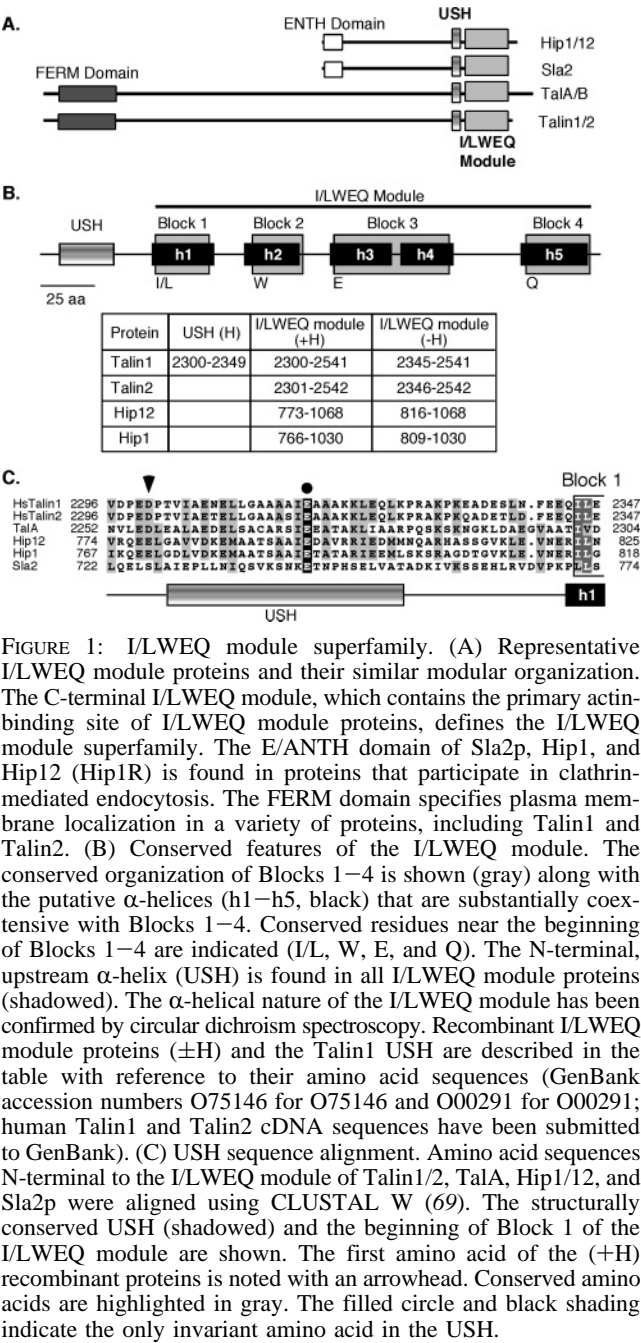 A.
USH
ENTH Domain
Hip1/12
Sla2
FERM Domain
TalA/B
Talin1/2
I/LWEQ
Module
B.
I/LWEQ Module
USH Block 1 Block 2 Block 3 Block 4
h1 h2 h3 h4 h5
I/L W E Q
25 aa
Protein USH (H) I/LWEQ module (+H) I/LWEQ module (-H)
Talin1 2300-2349 2300-2541 2345-2541
Talin2 2301-2542 2346-2542
Hip12 773-1068 816-1068
Hip1 766-1030 809-1030
C.
Block 1
HsTalin1 2296 VDPEDPTVIAENELLGAAAAIEAAAKKLEQLKPRAKPKEADESLN.FEEQILE 2347
HsTalin2 2296 VDPEDPTVIAETELLGAAASIEAAAKKLEQLKPRAKPKQADETLD.FEEQILE 2347
TalA 2252 NVLEDLEALAEDELSACARSIEEATQKLIAARPQSKSKNGKLDAEGVAATIVD 2304
Hip12 774 VRQEELGAVVDKEMAATSAAIEDAVRRIEDMMNQARHASSGVKLEVNERILN 825
Hip1 767 IKQEELGDLVDKEMAATSAAIETATARIEEMLSKSRAGDTGVKLEVNERILG 818
Sla2 722 LQELSLAIEPLLNIQSVKSNKETNPHSELVATADKIVKSSEHLRVDVPKPLLS 774
USH
h1
FIGURE 1: I/LWEQ module superfamily. (A) Representative
I/LWEQ module proteins and their similar modular organization.
The C-terminal I/LWEQ module, which contains the primary actin-
binding site of I/LWEQ module proteins, defines the I/LWEQ
module superfamily. The E/ANTH domain of Sla2p, Hip1, and
Hip12 (Hip1R) is found in proteins that participate in clathrin-
mediated endocytosis. The FERM domain specifies plasma mem-
brane localization in a variety of proteins, including Talin1 and
Talin2. (B) Conserved features of the I/LWEQ module. The
conserved organization of Blocks 1−4 is shown (gray) along with
the putative α-helices (h1−h5, black) that are substantially coex-
tensive with Blocks 1−4. Conserved residues near the beginning
of Blocks 1−4 are indicated (I/L, W, E, and Q). The N-terminal,
upstream α-helix (USH) is found in all I/LWEQ module proteins
(shadowed). The α-helical nature of the I/LWEQ module has been
confirmed by circular dichroism spectroscopy. Recombinant I/LWEQ
module proteins (±H) and the Talin1 USH are described in the
table with reference to their amino acid sequences (GenBank
accession numbers O75146 for O75146 and O00291 for O00291;
human Talin1 and Talin2 cDNA sequences have been submitted
to GenBank). (C) USH sequence alignment. Amino acid sequences
N-terminal to the I/LWEQ module of Talin1/2, TalA, Hip1/12, and
Sla2p were aligned using CLUSTAL W (69). The structurally
conserved USH (shadowed) and the beginning of Block 1 of the
I/LWEQ module are shown. The first amino acid of the (+H)
recombinant proteins is noted with an arrowhead. Conserved amino
acids are highlighted in gray. The filled circle and black shading
indicate the only invariant amino acid in the USH.